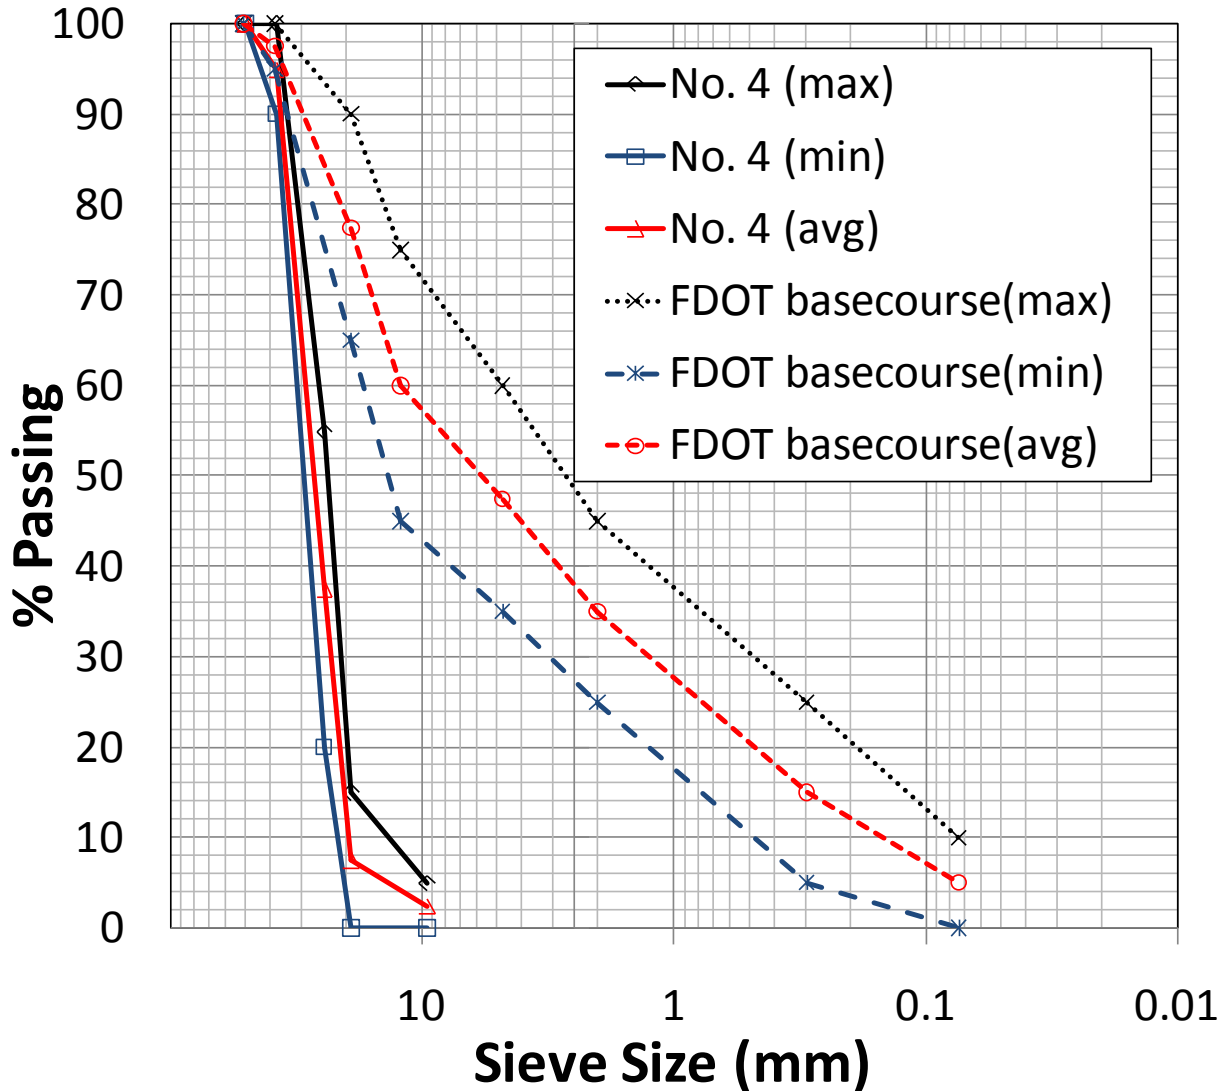 100
90
80
70
60
50
40
30
20
10
0
% Passing
No. 4 (max)
No. 4 (min)
No. 4 (avg)
FDOT basecourse(max)
FDOT basecourse(min)
FDOT basecourse(avg)
10 1 0.1 0.01
Sieve Size (mm)